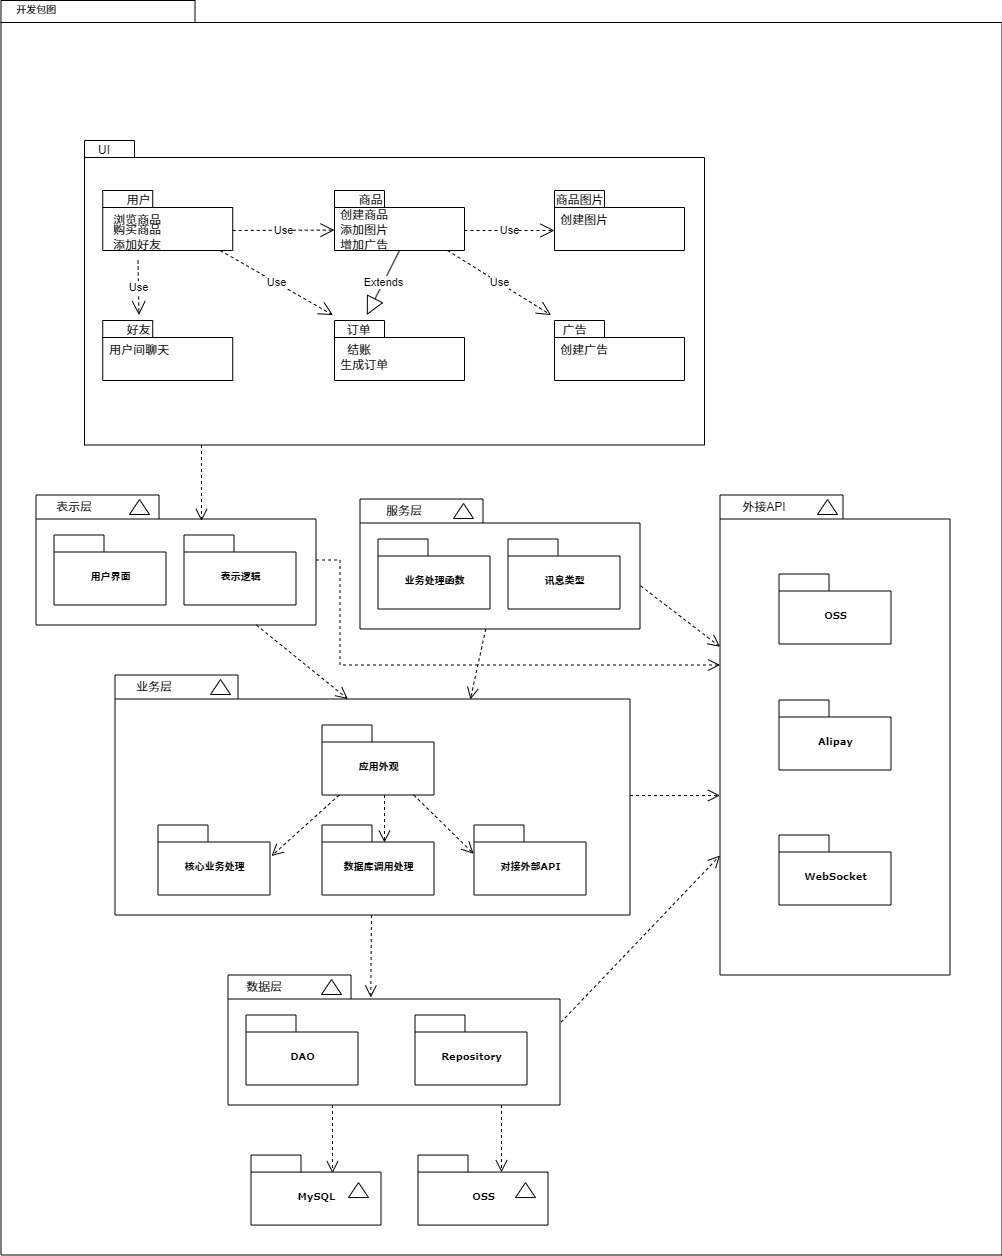 开发包图
UI
用户
浏览商品
购买商品
添加好友
Use
商品
创建商品
添加图片
增加广告
Use
商品图片
创建图片
Use
Use
Extends
Use
好友
用户间聊天
订单
结账
生成订单
广告
创建广告
表示层
用户界面
表示逻辑
服务层
业务处理函数
讯息类型
外接API
OSS
Alipay
WebSocket
业务层
应用外观
核心业务处理
数据库调用处理
对接外部API
数据层
DAO
Repository
MySQL
OSS